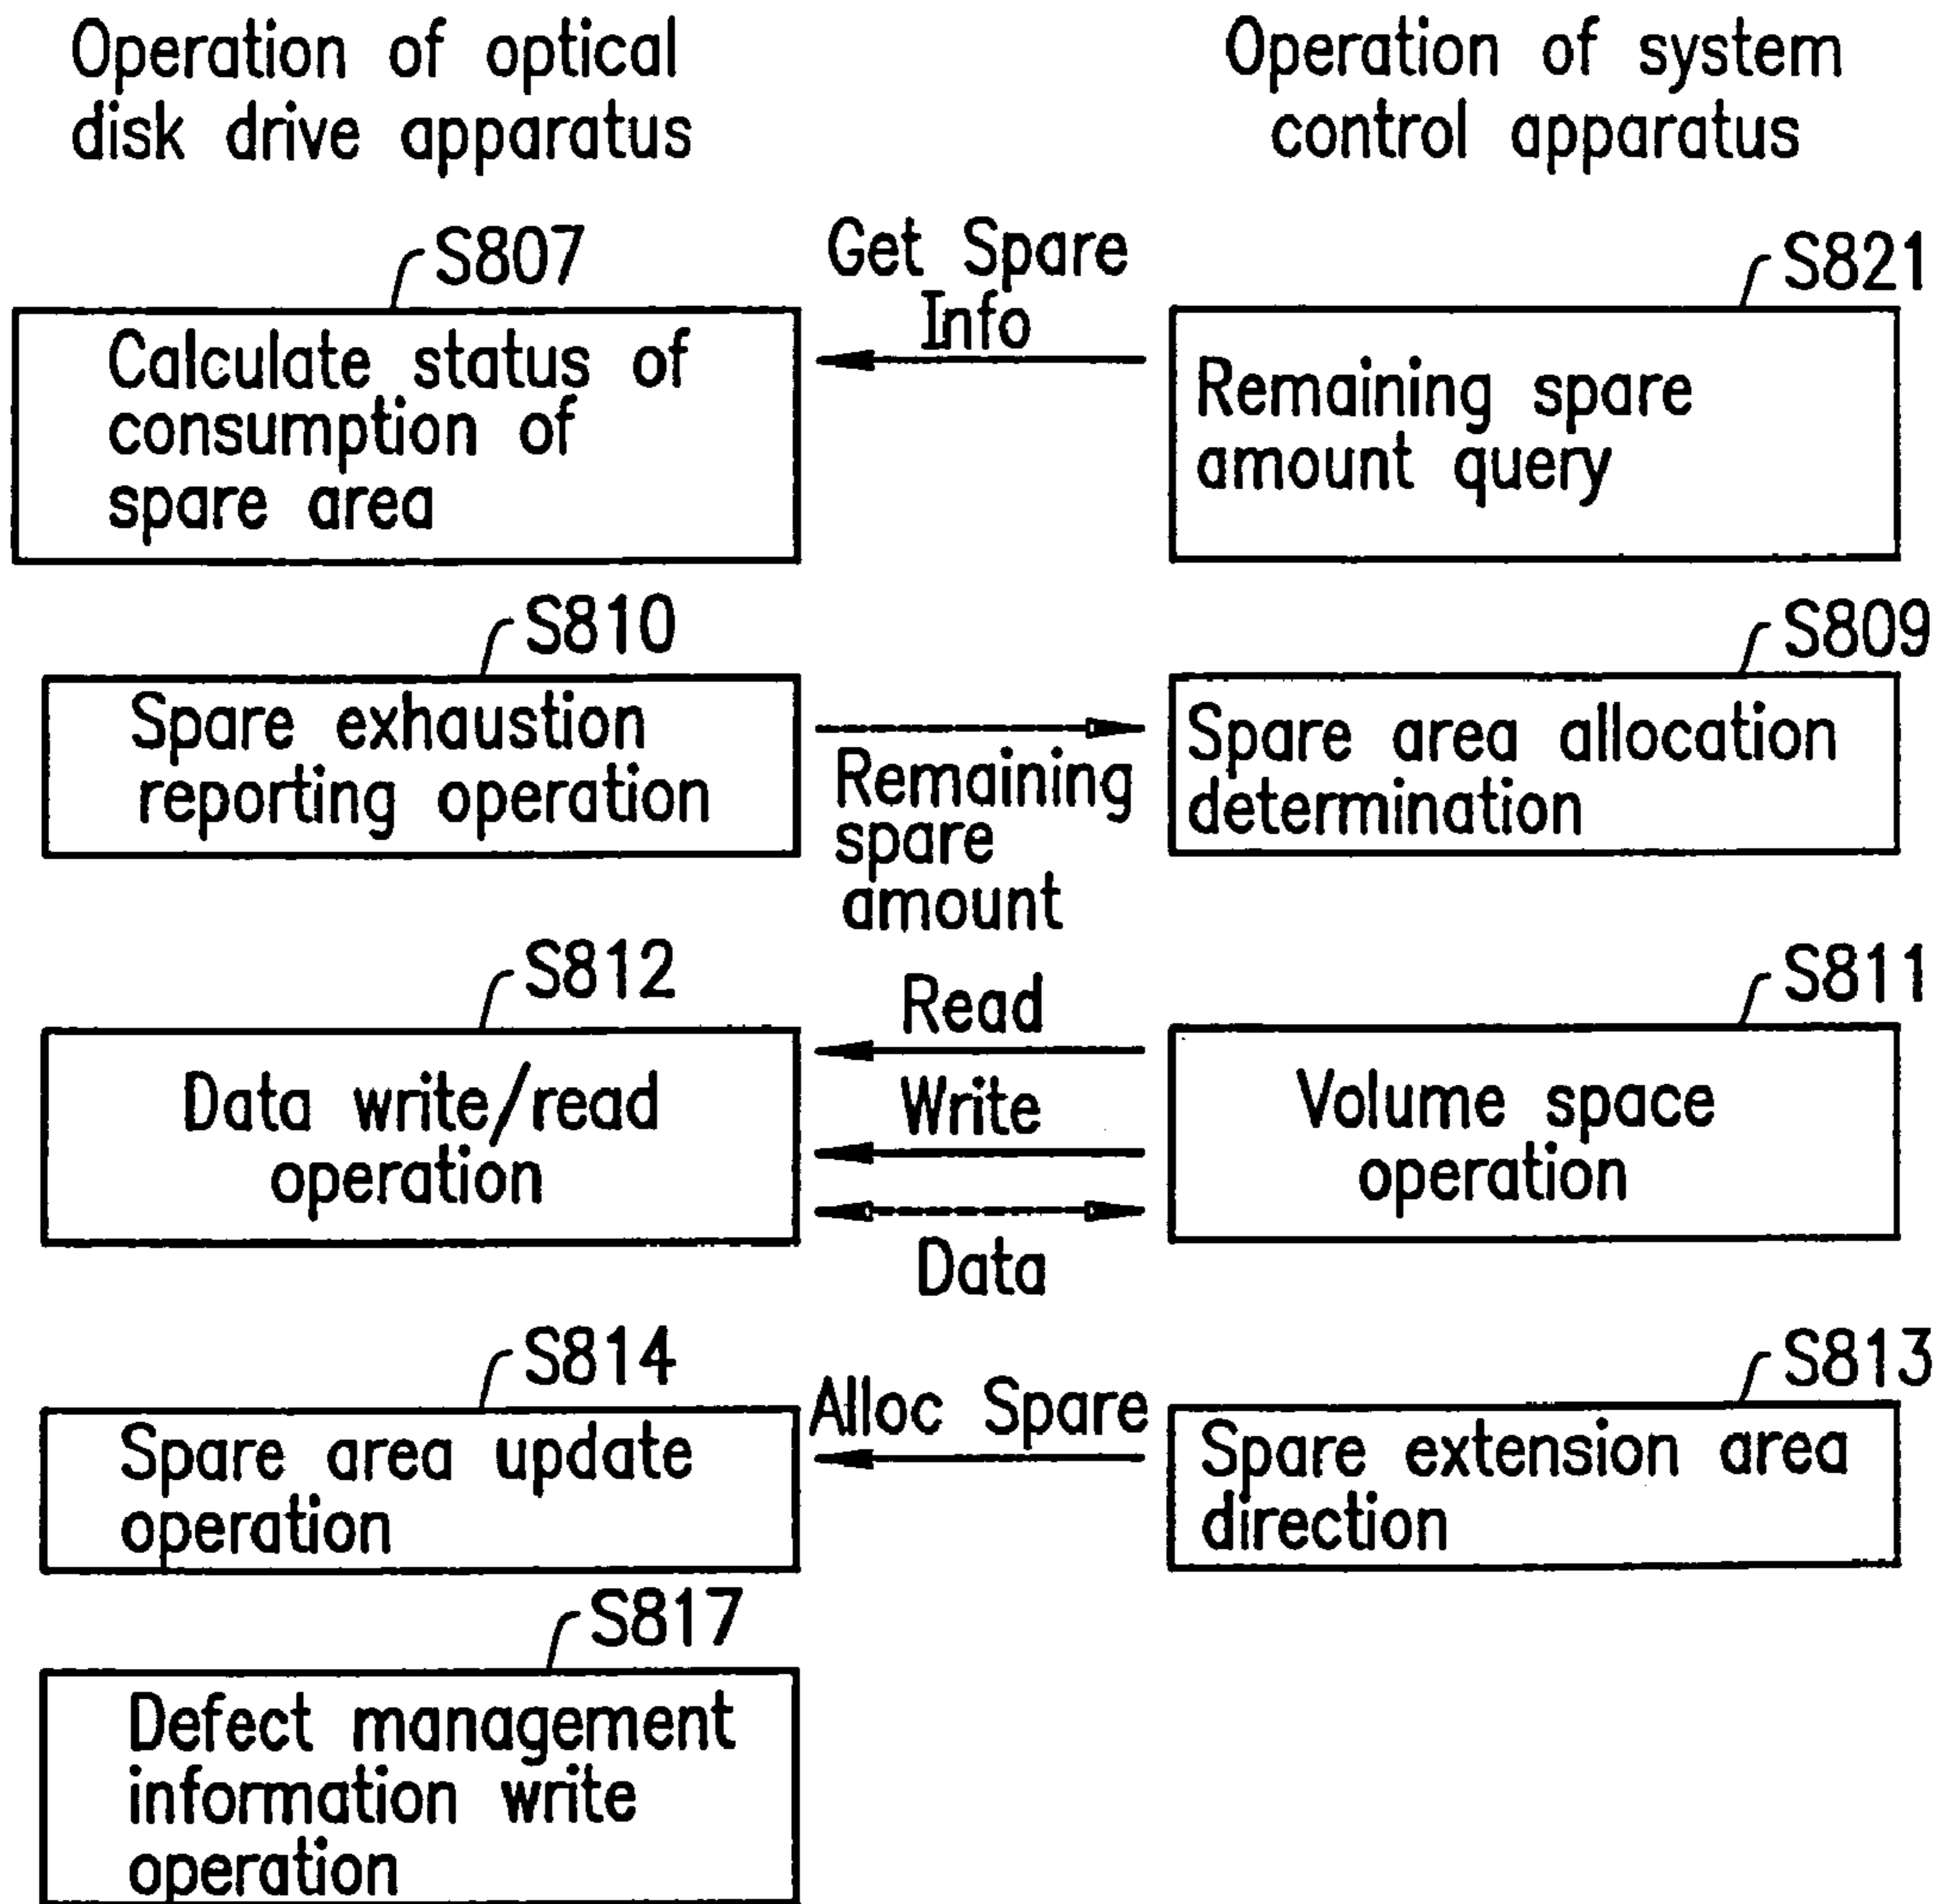 Operation of optical
disk drive apparatus
Operation of system
control apparatus
S807
Calculate status of
consumption of
spare area
Get Spare
Info
S821
Remaining spare
amount query
S810
Spare exhaustion
reporting operation
Remaining
spare
amount
S809
Spare area allocation
determination
S812
Data write/read
operation
Read
Write
Data
S811
Volume space
operation
S814
Spare area update
operation
Alloc Spare
S813
Spare extension area
direction
S817
Defect management
information write
operation